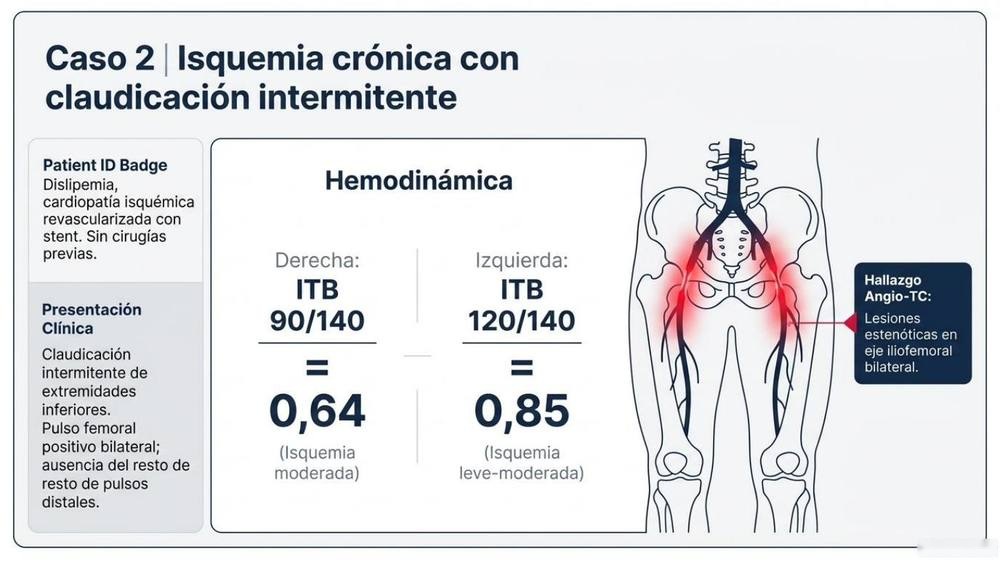 Caso 2 | Isquemia crónica con
claudicación intermitente
Patient ID Badge
Dislipemia,
cardiopatía isquémica
revascularizada con
stent. Sin cirugías
previas.
Presentación
Clínica
Claudicación
intermitente de
extremidades
inferiores.
Pulso femoral
positivo bilateral;
ausencia del resto de
resto de pulsos
distales.
Hemodinámica
Derecha:
ITB
90/140
=
0,64
(Isquemia
moderada)
Izquierda:
ITB
120/140
=
0,85
(Isquemia
leve-moderada)
Hallazgo
Angio-TC:
Lesiones
estenóticas en
eje iliofemoral
bilateral.